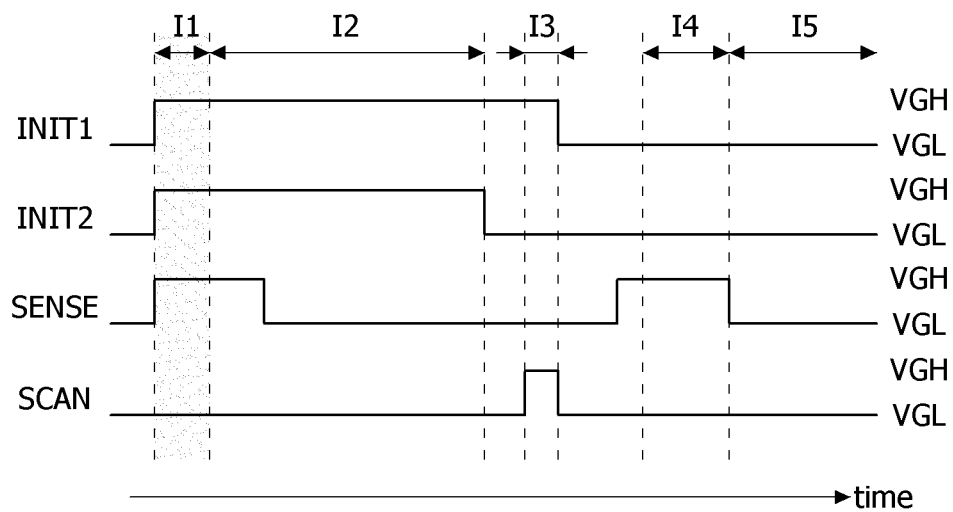 I1 I2 I3 I4 I5
INIT1 VGH
VGL
INIT2 VGH
VGL
SENSE VGH
VGL
SCAN VGH
VGL
time